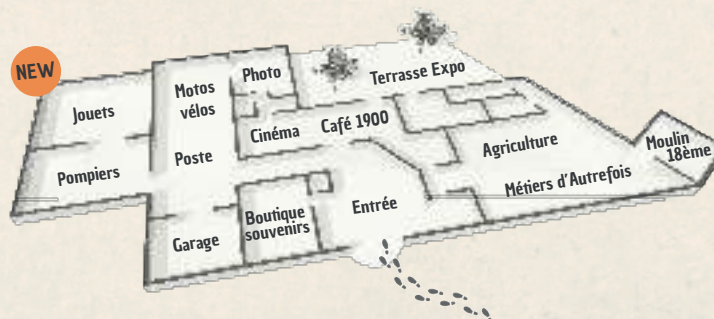 NEW
Jouets
Pompiers
Motos
vélos
Poste
Photo
Cinéma
Café 1900
Terrasse Expo
Agriculture
Métiers d'Autrefois
Moulin
18ème
Garage
Boutique
souvenirs
Entrée